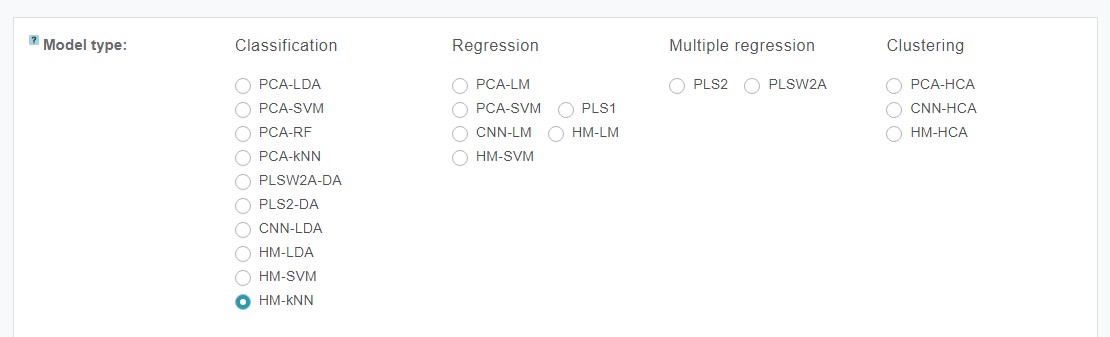 ? Model type:
Classification
PCA-LDA
PCA-SVM
PCA-RF
PCA-kNN
PLSW2A-DA
PLS2-DA
CNN-LDA
HM-LDA
HM-SVM
HM-kNN
Regression
PCA-LM
PCA-SVM PLS1
CNN-LM HM-LM
HM-SVM
Multiple regression
PLS2 PLSW2A
Clustering
PCA-HCA
CNN-HCA
HM-HCA